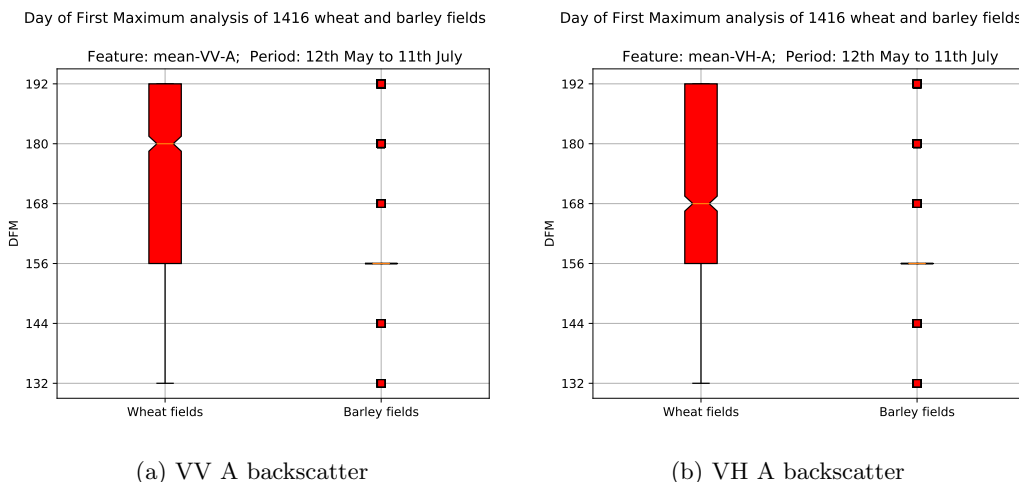 Day of First Maximum analysis of 1416 wheat and barley fields
Feature: mean-VV-A;  Period: 12th May to 11th July
192
180
168
156
144
132
DFM
Wheat fields
Barley fields
(a) VV A backscatter
Day of First Maximum analysis of 1416 wheat and barley fields
Feature: mean-VH-A;  Period: 12th May to 11th July
192
180
168
156
144
132
DFM
Wheat fields
Barley fields
(b) VH A backscatter